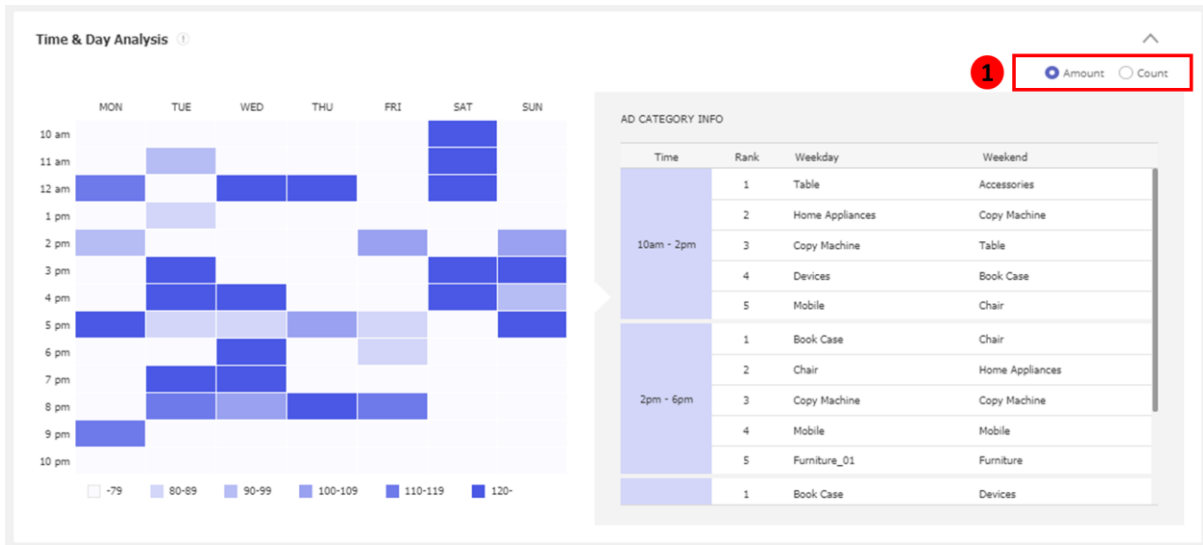 Time & Day Analysis !
1 Amount Count
MON TUE WED THU FRI SAT SUN
10 am
11 am
12 am
1 pm
2 pm
3 pm
4 pm
5 pm
6 pm
7 pm
8 pm
9 pm
10 pm
-79 80-89 90-99 100-109 110-119 120-
AD CATEGORY INFO
Time Rank Weekday Weekend
10am - 2pm
1 Table Accessories
2 Home Appliances Copy Machine
3 Copy Machine Table
4 Devices Book Case
5 Mobile Chair
2pm - 6pm
1 Book Case Chair
2 Chair Home Appliances
3 Copy Machine Copy Machine
4 Mobile Mobile
5 Furniture_01 Furniture
1 Book Case Devices